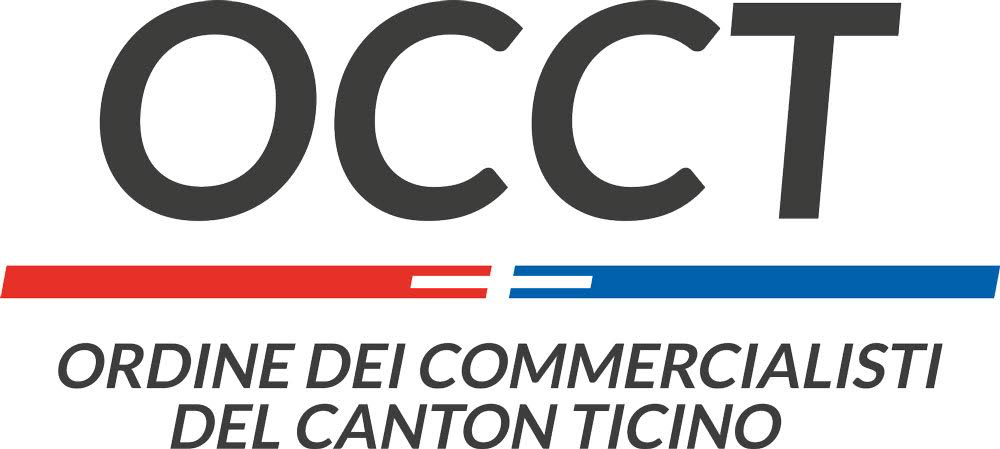 OCCT
ORDINE DEI COMMERCIALISTI
DEL CANTON TICINO